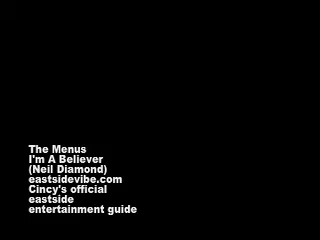 The Menus
I'm A Believer
(Neil Diamond)
eastsidevibe.com
Cincy's official
eastside
entertainment guide